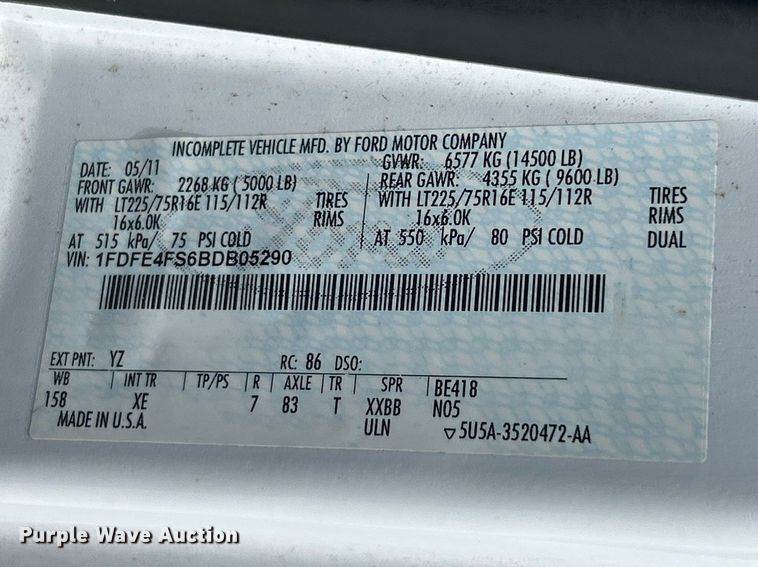 INCOMPLETE VEHICLE MFD. BY FORD MOTOR COMPANY
DATE: 05/11 GVWR: 6577 KG (14500 LB)
FRONT GAWR: 2268 KG ( 5000 LB) REAR GAWR: 4355 KG ( 9600 LB)
WITH LT225/75R16E 115/112R TIRES WITH LT225/75R16E 115/112R TIRES
16x6.0K RIMS 16x6.0K RIMS
AT 515 kPa/ 75 PSI COLD AT 550 kPa/ 80 PSI COLD DUAL
VIN: 1FDFE4FS6BDB05290
EXT PNT: YZ RC: 86 DSO:
WB INT TR TP/PS R AXLE TR SPR BE418
158 XE 7 83 T XXBB N05
MADE IN U.S.A. ULN ▽5U5A-3520472-AA
Purple Wave Auction